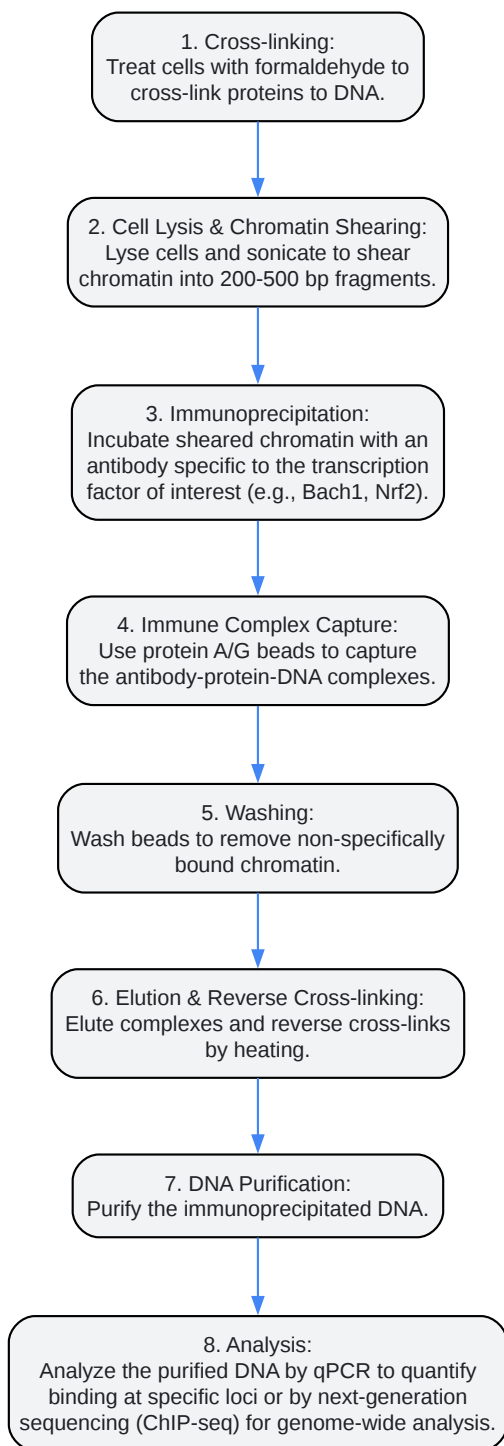 1. Cross-linking:
Treat cells with formaldehyde to
cross-link proteins to DNA.
2. Cell Lysis & Chromatin Shearing:
Lyse cells and sonicate to shear
chromatin into 200-500 bp fragments.
3. Immunoprecipitation:
Incubate sheared chromatin with an
antibody specific to the transcription
factor of interest (e.g., Bach1, Nrf2).
4. Immune Complex Capture:
Use protein A/G beads to capture
the antibody-protein-DNA complexes.
5. Washing:
Wash beads to remove non-specifically
bound chromatin.
6. Elution & Reverse Cross-linking:
Elute complexes and reverse cross-links
by heating.
7. DNA Purification:
Purify the immunoprecipitated DNA.
8. Analysis:
Analyze the purified DNA by qPCR to quantify
binding at specific loci or by next-generation
sequencing (ChIP-seq) for genome-wide analysis.